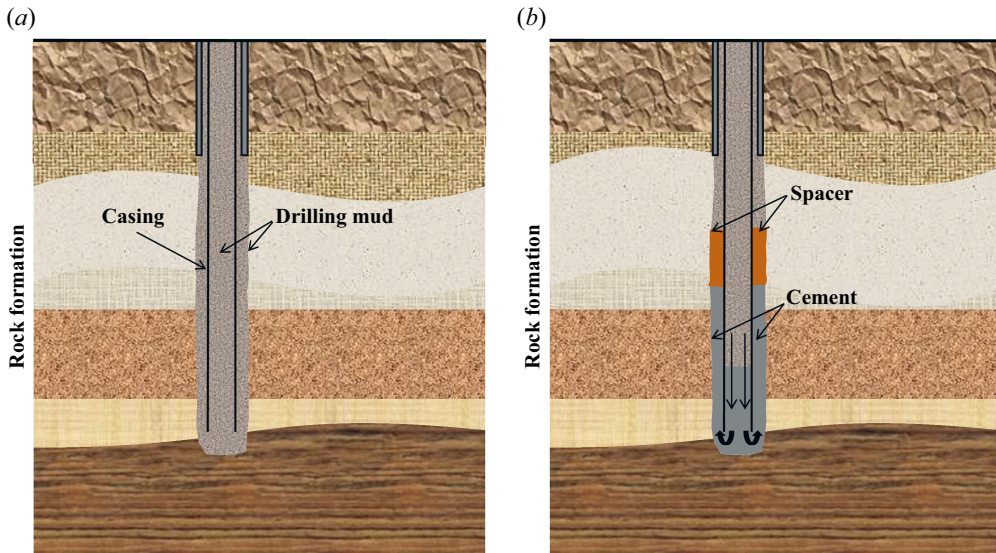 (a)
Rock formation
Casing
Drilling mud
(b)
Rock formation
Spacer
Cement